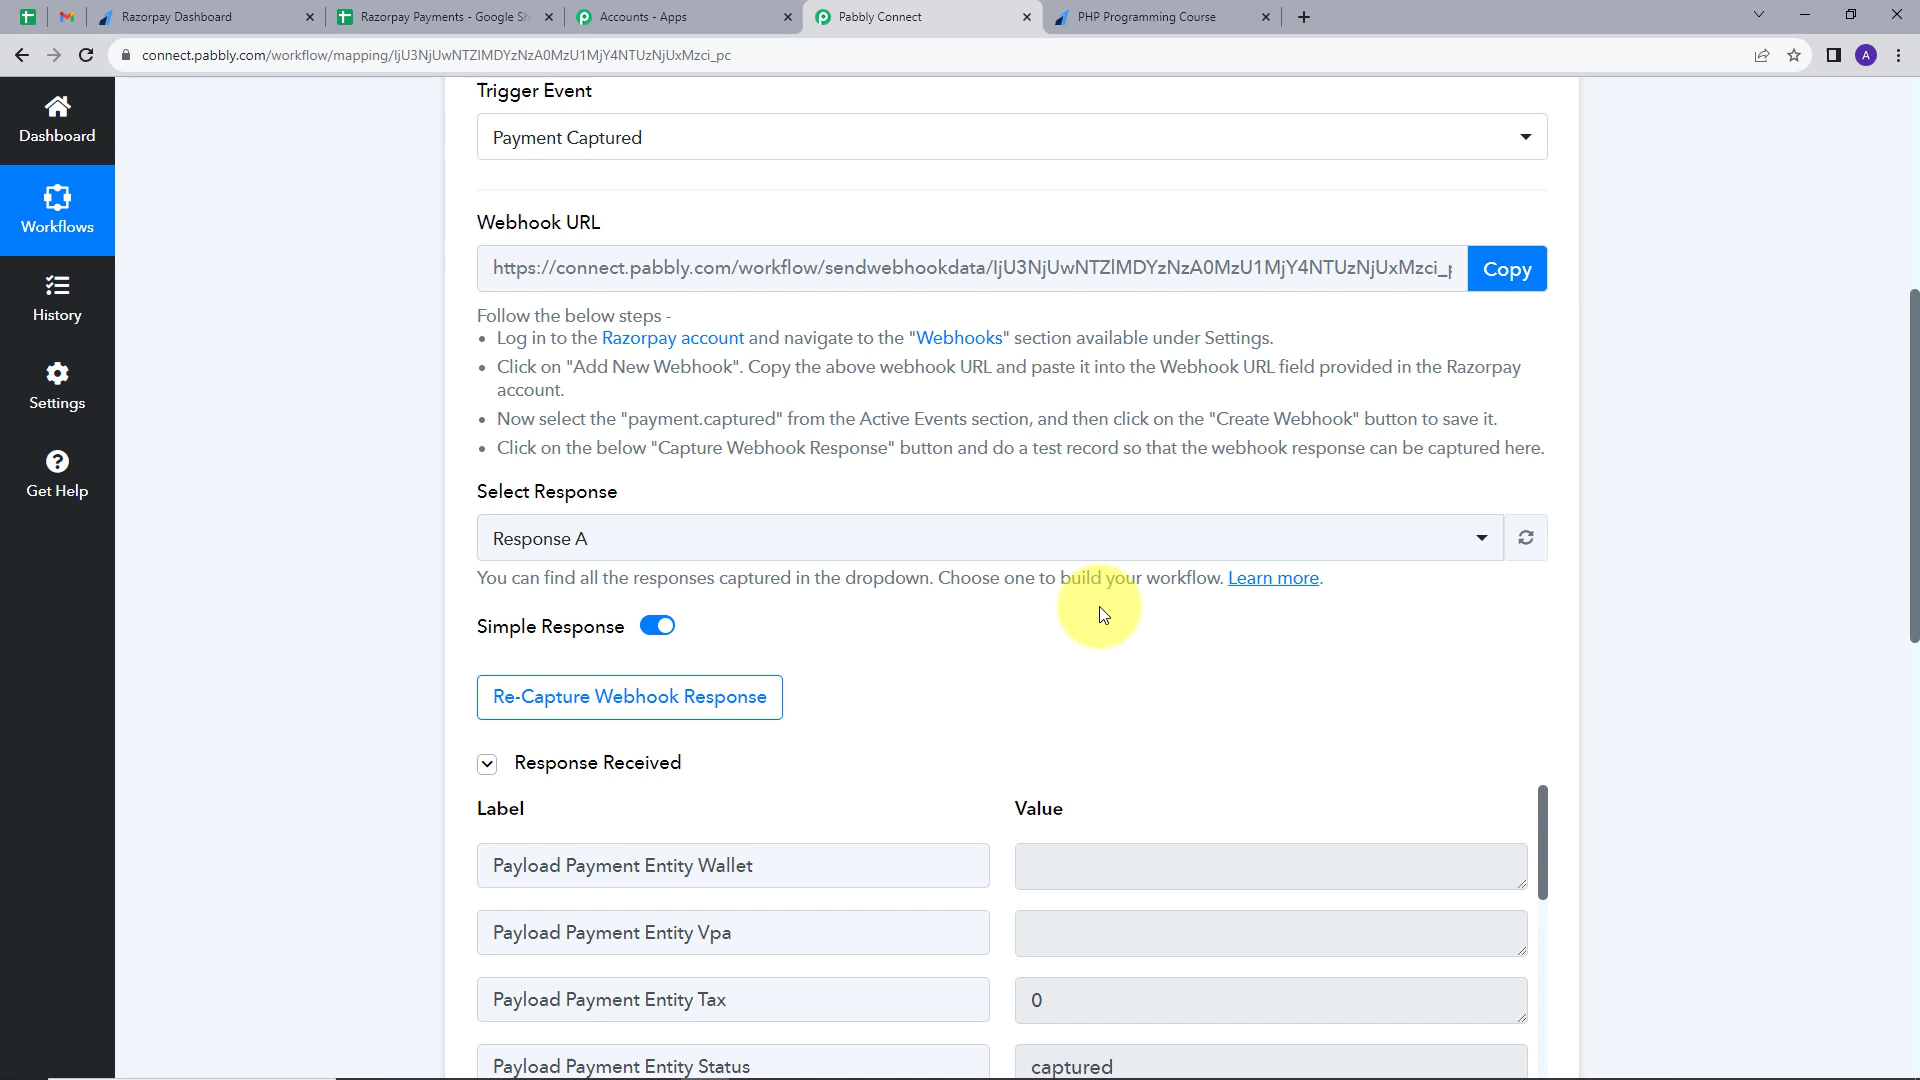 Razorpay Dashboard
Razorpay Payments - Google Sh
Accounts - Apps
Pabbly Connect
PHP Programming Course
connect.pabbly.com/workflow/mapping/IjU3NjUwNTZlMDYzNzA0MzU1MjY4NTUzNjUxMzci_pc
A
Dashboard
Workflows
History
Settings
Get Help
Trigger Event
Payment Captured
Webhook URL
https://connect.pabbly.com/workflow/sendwebhookdata/IjU3NjUwNTZlMDYzNzA0MzU1MjY4NTUzNjUxMzci_p
Copy
Follow the below steps -
• Log in to the Razorpay account and navigate to the "Webhooks" section available under Settings.
• Click on "Add New Webhook". Copy the above webhook URL and paste it into the Webhook URL field provided in the Razorpay
account.
• Now select the "payment.captured" from the Active Events section, and then click on the "Create Webhook" button to save it.
• Click on the below "Capture Webhook Response" button and do a test record so that the webhook response can be captured here.
Select Response
Response A
You can find all the responses captured in the dropdown. Choose one to build your workflow. Learn more.
Simple Response
Re-Capture Webhook Response
Response Received
Label
Value
Payload Payment Entity Wallet
Payload Payment Entity Vpa
Payload Payment Entity Tax
0
Payload Payment Entity Status
captured